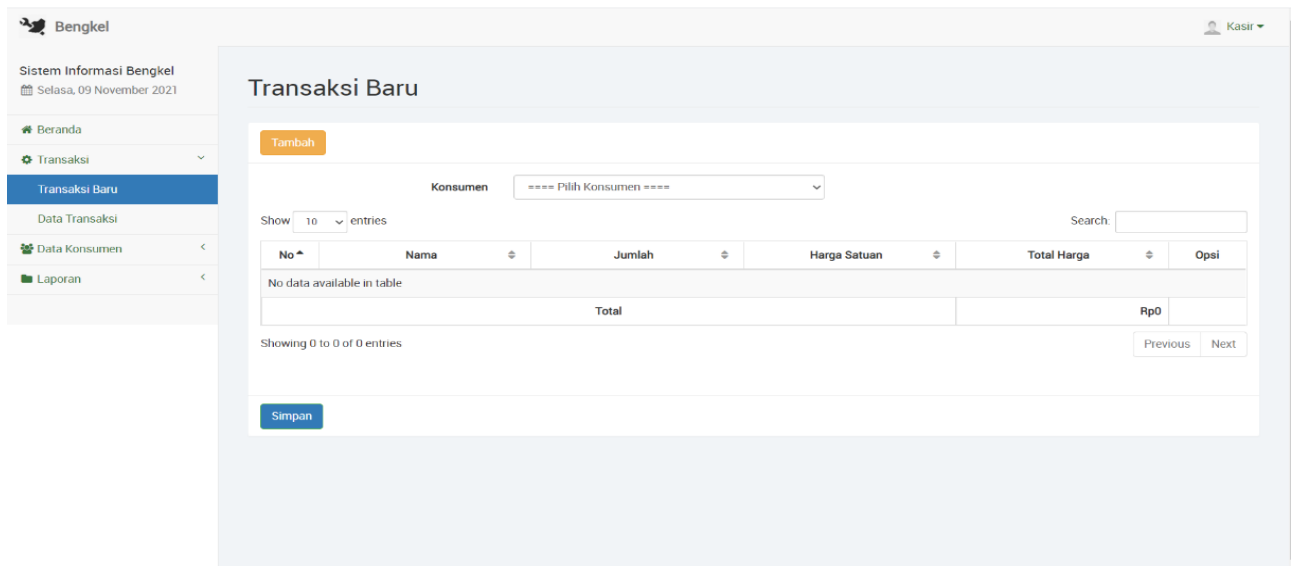 Bengkel
Kasir
Sistem Informasi Bengkel
Selasa, 09 November 2021
Beranda
Transaksi
Transaksi Baru
Data Transaksi
Data Konsumen
Laporan
Transaksi Baru
Tambah
Konsumen ==== Pilih Konsumen ====
Show 10 entries Search:
No Nama Jumlah Harga Satuan Total Harga Opsi
No data available in table
Total Rp0
Showing 0 to 0 of 0 entries Previous Next
Simpan